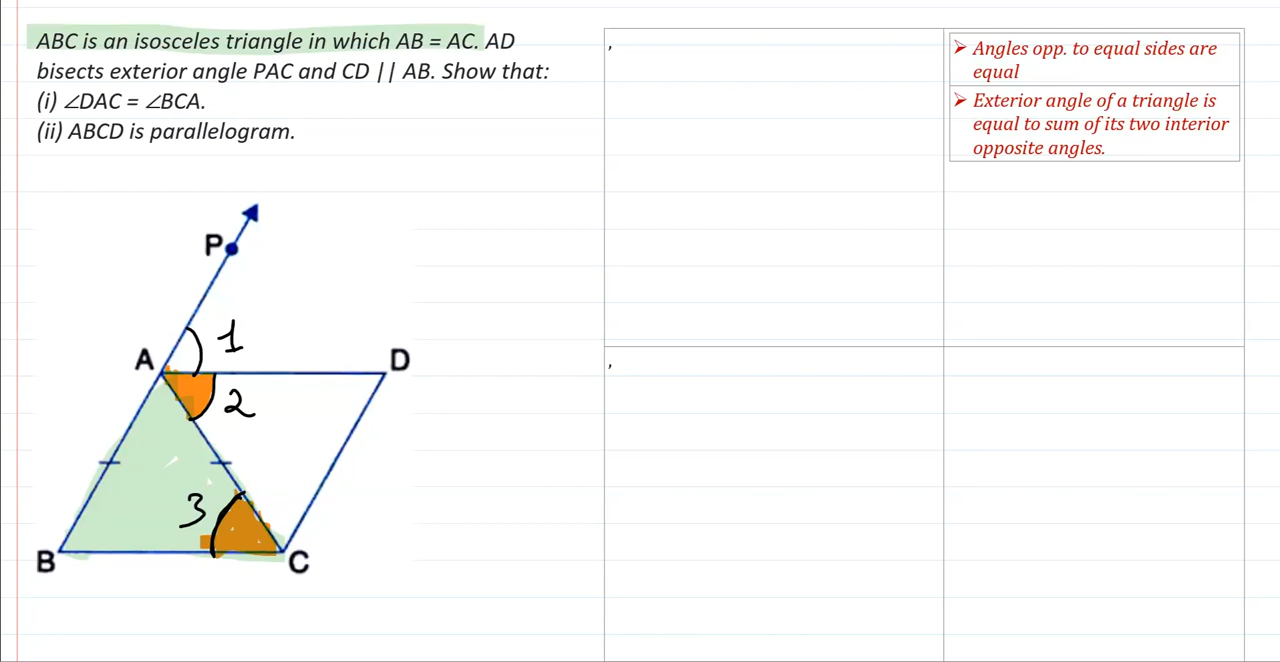 ABC is an isosceles triangle in which AB = AC. AD
bisects exterior angle PAC and CD || AB. Show that:
(i) ∠DAC = ∠BCA.
(ii) ABCD is parallelogram.
,
➢ Angles opp. to equal sides are
equal
➢ Exterior angle of a triangle is
equal to sum of its two interior
opposite angles.
P
1
A
D
2
,
3
B
C